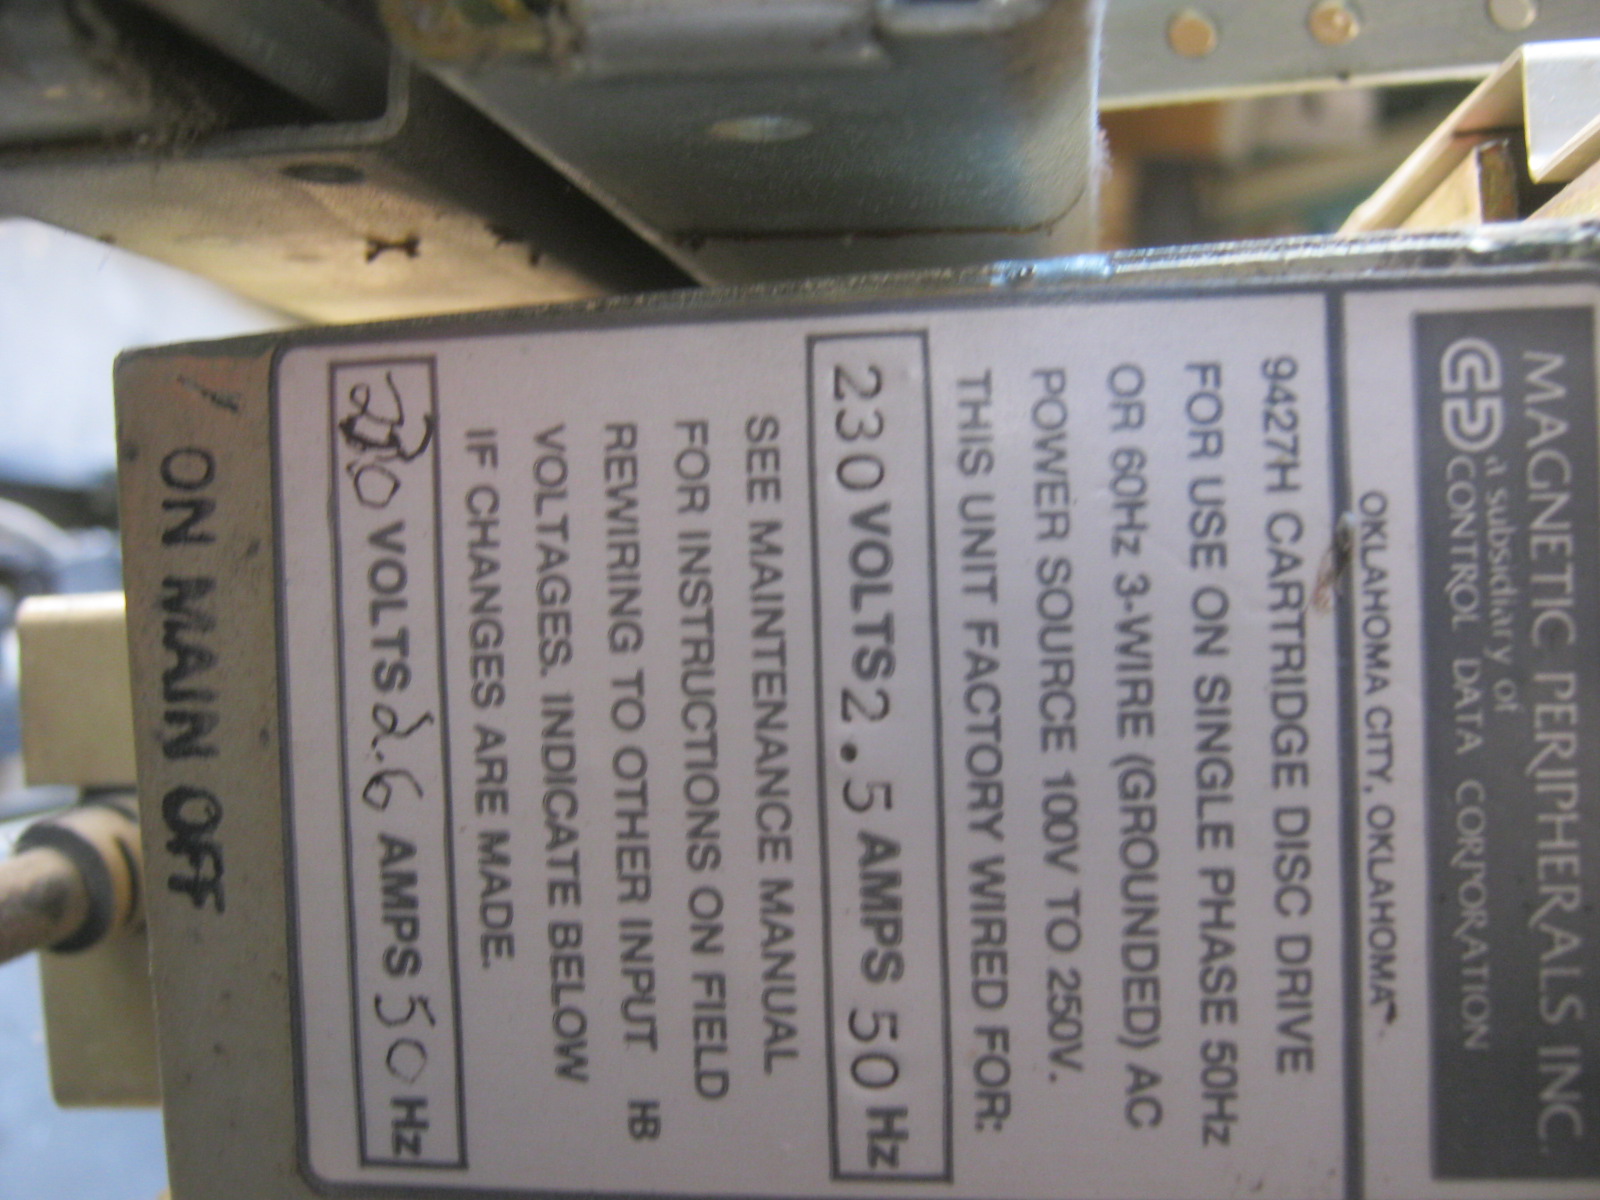 MAGNETIC PERIPHERALS INC.
a subsidiary of
CONTROL DATA CORPORATION
OKLAHOMA CITY, OKLAHOMA
9427H CARTRIDGE DISC DRIVE
FOR USE ON SINGLE PHASE 50Hz
OR 60Hz 3-WIRE (GROUNDED) AC
POWER SOURCE 100V TO 250V.
THIS UNIT FACTORY WIRED FOR:
230 VOLTS 2.5 AMPS 50 Hz
SEE MAINTENANCE MANUAL
FOR INSTRUCTIONS ON FIELD
REWIRING TO OTHER INPUT HB
VOLTAGES. INDICATE BELOW
IF CHANGES ARE MADE.
VOLTS 2.6 AMPS 50 Hz
ON MAIN OFF